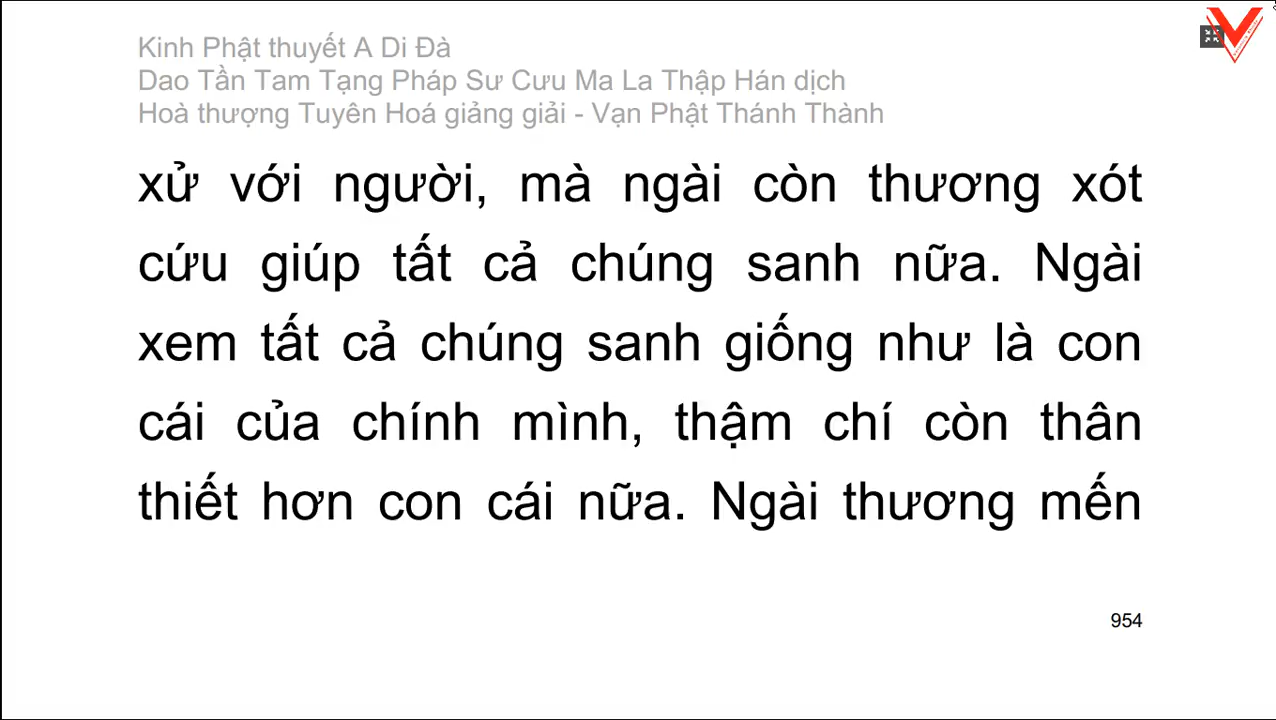 Kinh Phật thuyết A Di Đà
Dao Tần Tam Tạng Pháp Sư Cưu Ma La Thập Hán dịch
Hoà thượng Tuyên Hoá giảng giải - Vạn Phật Thánh Thành
xử với người, mà ngài còn thương xót
cứu giúp tất cả chúng sanh nữa. Ngài
xem tất cả chúng sanh giống như là con
cái của chính mình, thậm chí còn thân
thiết hơn con cái nữa. Ngài thương mến
954